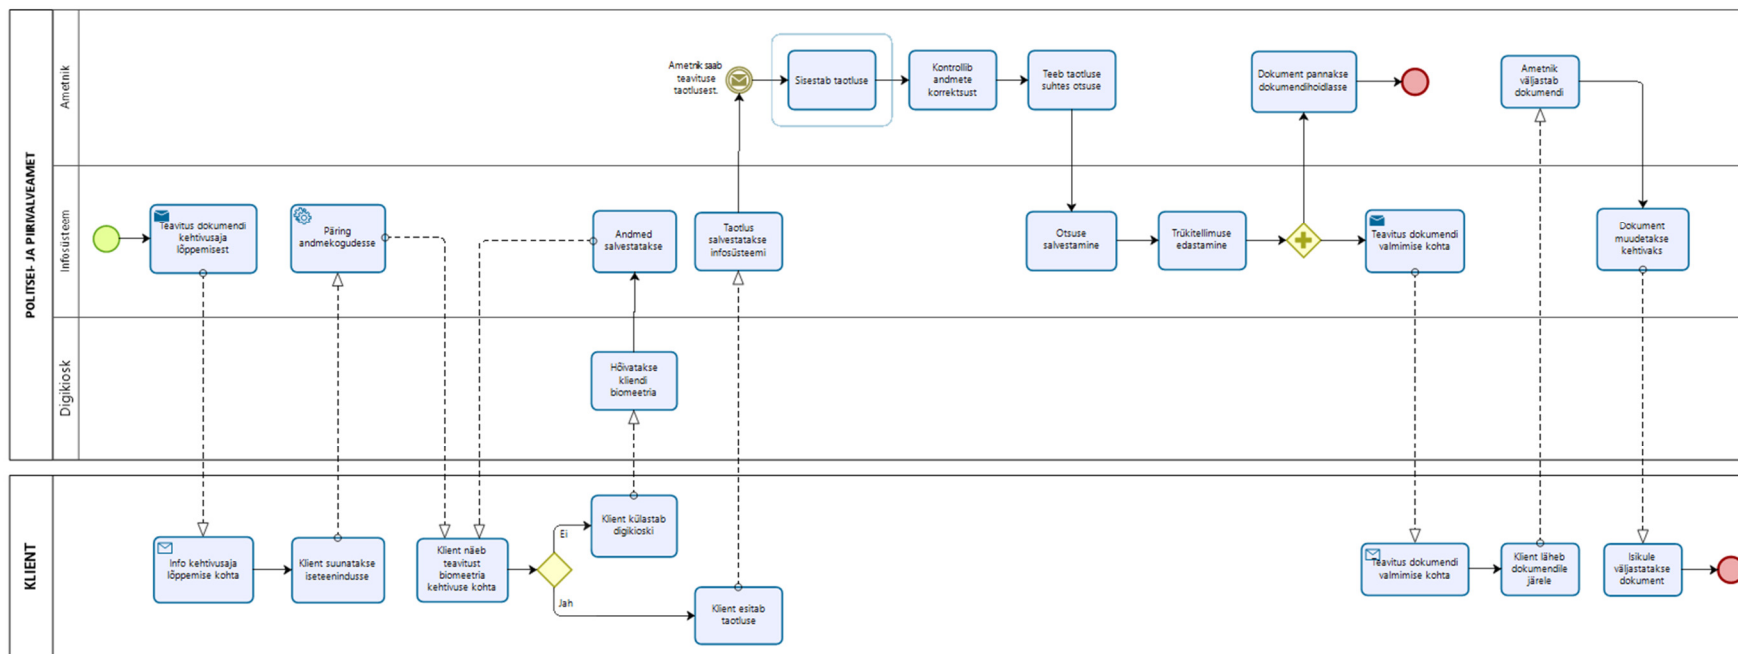 POLITSEI- JA PIIRIVALVEAMET
Ametnik
Ametnik saab
teavituse
taotlusest.
Sisestab taotluse
Kontrollib
andmete
korrektsust
Teeb taotluse
suhtes otsuse
Dokument pannakse
dokumendihoidlasse
Ametnik
väljastab
dokumendi
Infosüsteem
Teavitus dokumendi
kehtivusaja
lõppemisest
Päring
andmekogudesse
Andmed
salvestatakse
Taotlus
salvestatakse
infosüsteemi
Otsuse
salvestamine
Trükitellimuse
edastamine
Teavitus dokumendi
valmimise kohta
Dokument
muudetakse
kehtivaks
Digikiosk
Hõivatakse
kliendi
biomeetria
KLIENT
Info kehtivusaja
lõppemise kohta
Klient suunatakse
iseteenindusse
Klient näeb
teavitust
biomeetria
kehtivuse kohta
Ei
Jah
Klient külastab
digikioski
Klient esitab
taotluse
Teavitus dokumendi
valmimise kohta
Klient läheb
dokumendile
järele
Isikule
väljastatakse
dokument